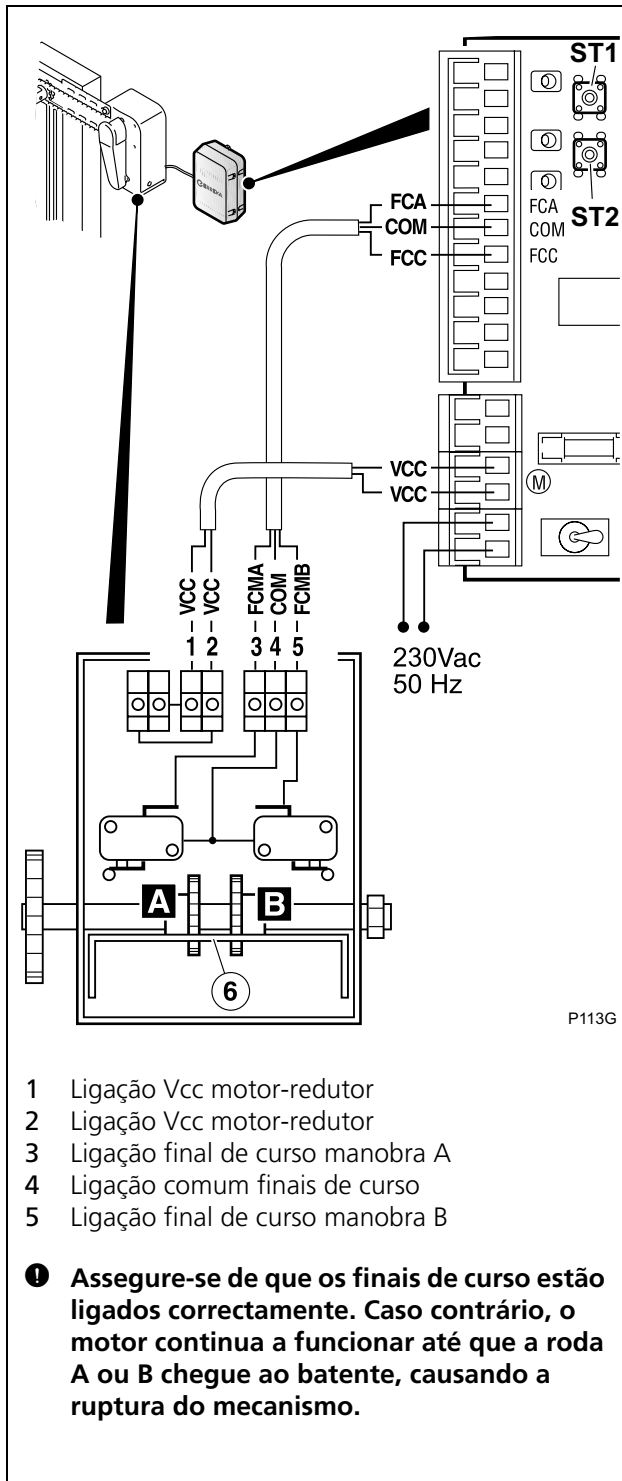 ST1
ST2
FCA
COM
FCC
FCA
COM
FCC
VCC
VCC
M
VCC
VCC
FCMA
COM
FCMB
1 2 3 4 5
230Vac
50 Hz
A
B
6
P113G
1 Ligação Vcc motor-redutor
2 Ligação Vcc motor-redutor
3 Ligação final de curso manobra A
4 Ligação comum finais de curso
5 Ligação final de curso manobra B
Assegure-se de que os finais de curso estão
ligados correctamente. Caso contrário, o
motor continua a funcionar até que a roda
A ou B chegue ao batente, causando a
ruptura do mecanismo.